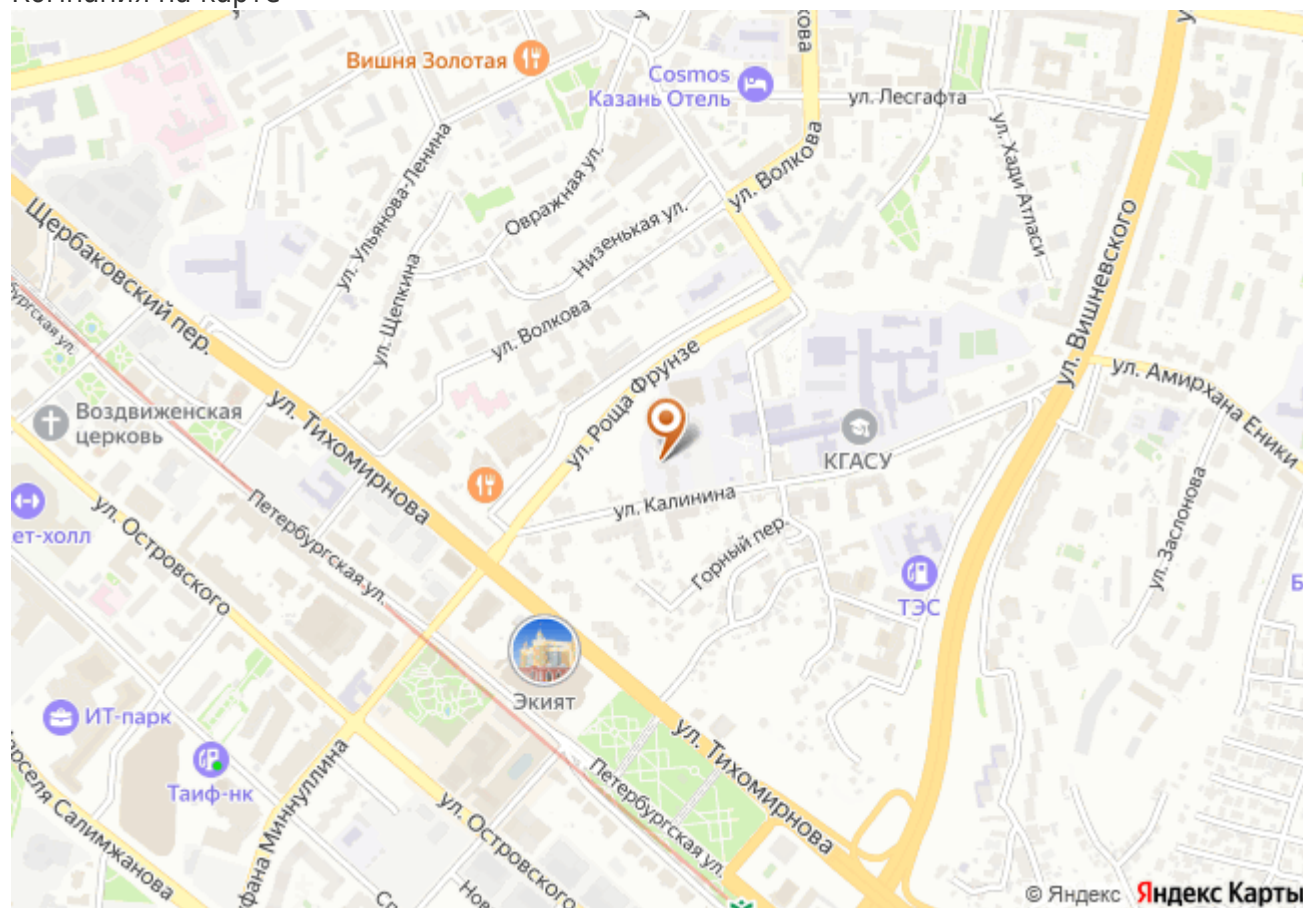 Компания на карте
Вишня Золотая
Cosmos
Казань Отель
ул. Лесгафта
ул. Хади Атласи
ул. Волкова
ул. Ульянова-Ленина
Овражная ул.
Низенькая ул.
ул. Вишневского
Щербаковский пер.
ул. Щепкина
ул. Волкова
ул. Роща Фрунзе
ул. Амирхана Еники
Воздвиженская
церковь
ул. Тихомирнова
КГАСУ
ул. Калинина
ул. Заслонова
Петербургская ул.
ул. Островского
Горный пер.
ТЭС
Экият
ИТ-парк
Таиф-нк
ул. Тихомирнова
Петербургская ул.
ул. Островского
© Яндекс Яндекс Карты